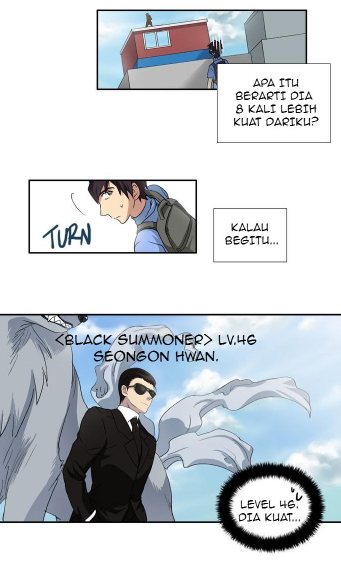 APA ITU
BERARTI DIA
8 KALI LEBIH
KUAT DARIKU?
TURN
KALAU
BEGITU...
<BLACK SUMMONER> LV.46
SEONGON HWAN.
LEVEL 46.
DIA KUAT...